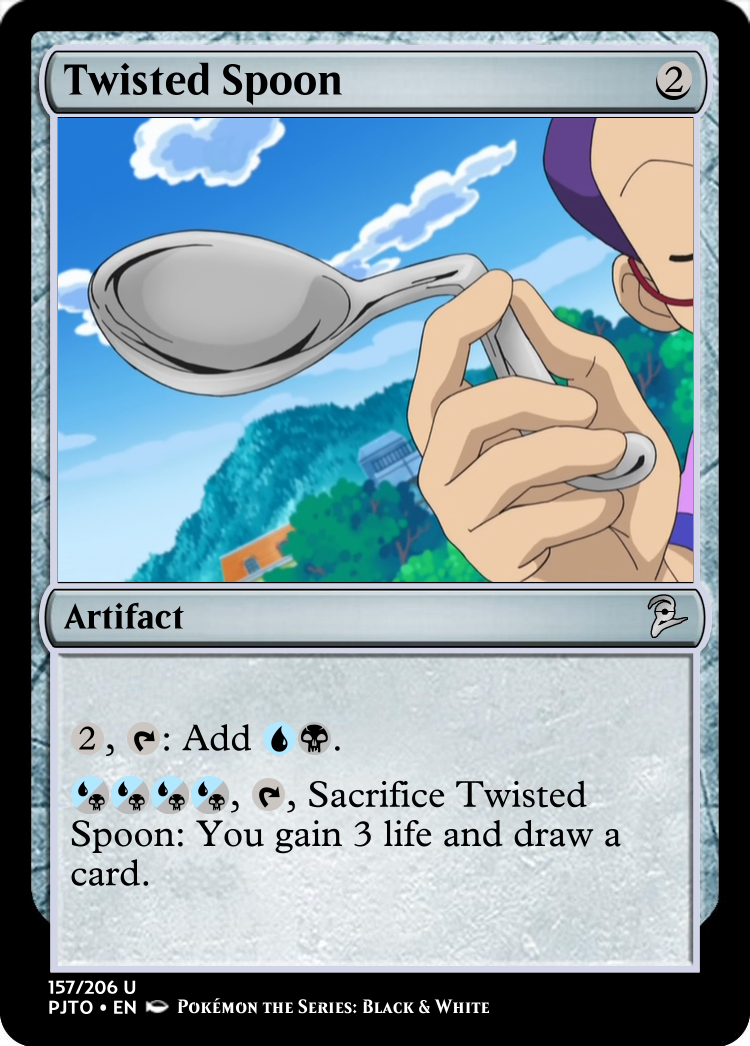 Twisted Spoon 2
Artifact
2, : Add .
, , Sacrifice Twisted
Spoon: You gain 3 life and draw a
card.
157/206 U
PJTO • EN Pokémon the Series: Black & White